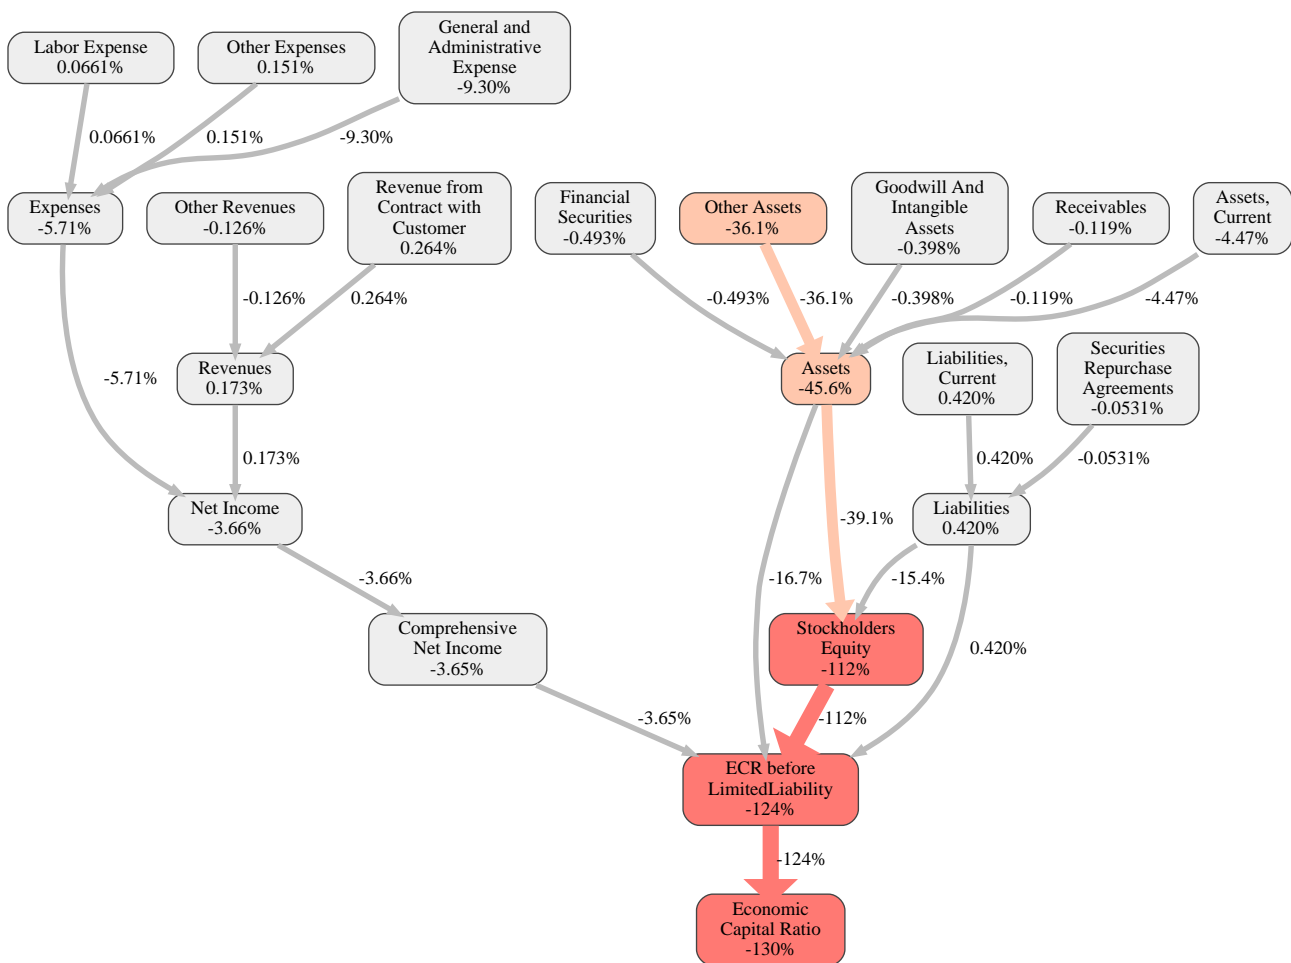 Labor Expense
0.0661%
Other Expenses
0.151%
General and
Administrative
Expense
-9.30%
0.0661%
0.151%
-9.30%
Expenses
-5.71%
Other Revenues
-0.126%
Revenue from
Contract with
Customer
0.264%
Financial
Securities
-0.493%
Other Assets
-36.1%
Goodwill And
Intangible
Assets
-0.398%
Receivables
-0.119%
Assets,
Current
-4.47%
-0.126%
0.264%
-0.493%
-36.1%
-0.398%
-0.119%
-4.47%
-5.71%
Revenues
0.173%
Assets
-45.6%
Liabilities,
Current
0.420%
Securities
Repurchase
Agreements
-0.0531%
0.173%
0.420%
-0.0531%
Net Income
-3.66%
-39.1%
Liabilities
0.420%
-3.66%
-16.7%
-15.4%
Comprehensive
Net Income
-3.65%
Stockholders
Equity
-112%
0.420%
-3.65%
-112%
ECR before
LimitedLiability
-124%
-124%
Economic
Capital Ratio
-130%